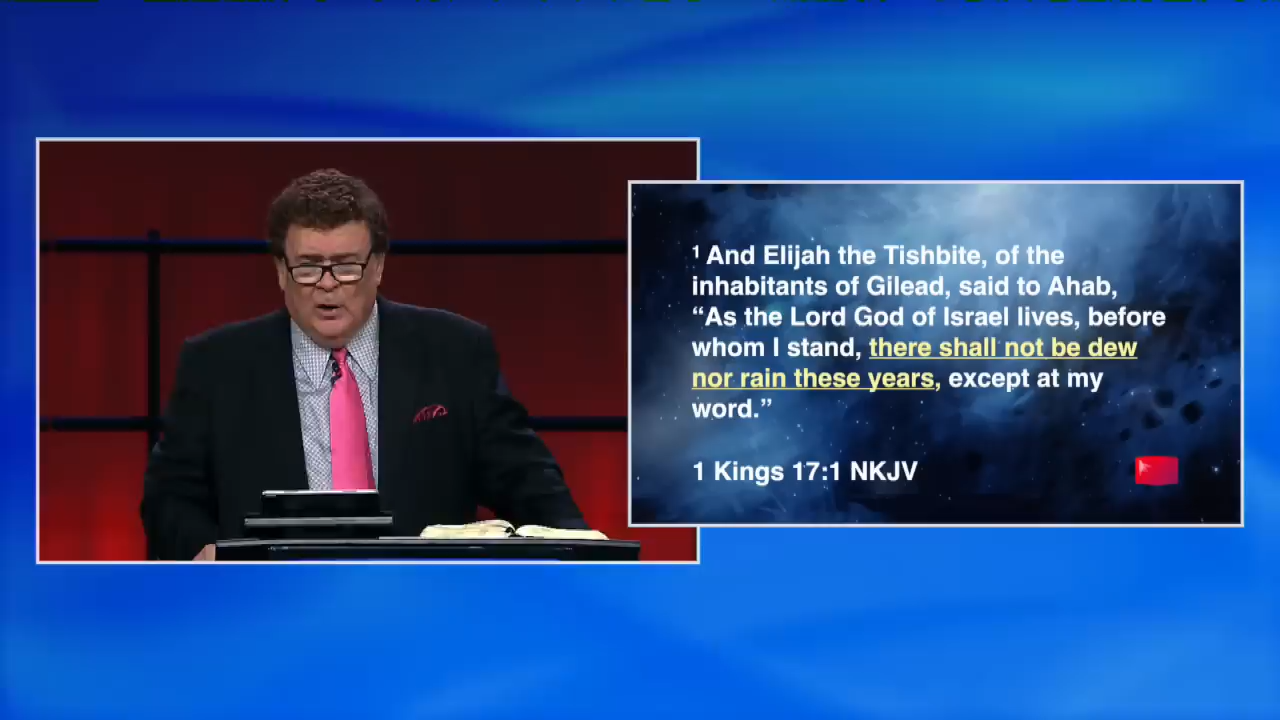 1 And Elijah the Tishbite, of the
inhabitants of Gilead, said to Ahab,
“As the Lord God of Israel lives, before
whom I stand, there shall not be dew
nor rain these years, except at my
word.”
1 Kings 17:1 NKJV